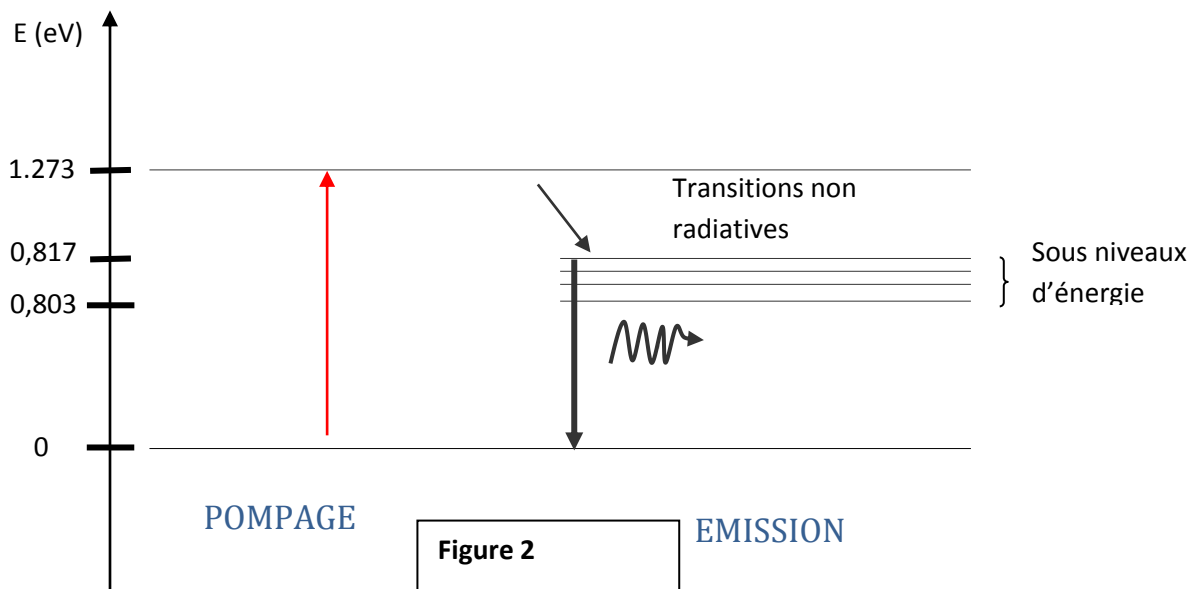 E (eV)
1.273
Transitions non
radiatives
0,817
Sous niveaux
d’énergie
0,803
0
POMPAGE
EMISSION
Figure 2